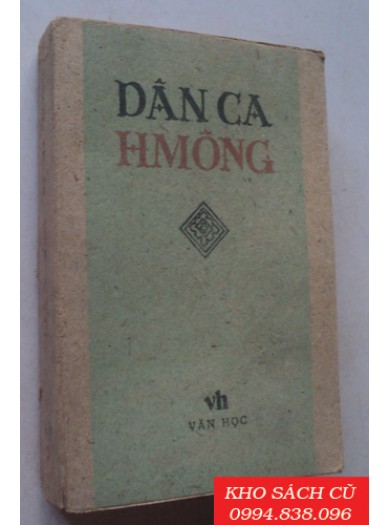 DÂN CA
HMÔNG
vh
VĂN HỌC
KHO SÁCH CŨ
0994.838.096